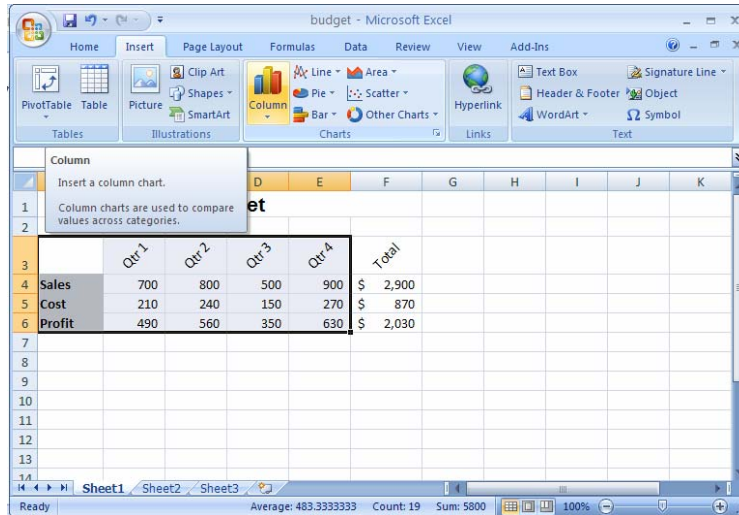 budget - Microsoft Excel
Home Insert Page Layout Formulas Data Review View Add-Ins
PivotTable Table Picture Clip Art Shapes SmartArt Column Line Pie Bar Area Scatter Other Charts Hyperlink Text Box Header & Footer WordArt Signature Line Object Symbol
Tables Illustrations Charts Links Text
Column
Insert a column chart.
Column charts are used to compare
values across categories.
D E F G H I J K
1 et
2
3 Qtr 1 Qtr 2 Qtr 3 Qtr 4 Total
4 Sales 700 800 500 900 $ 2,900
5 Cost 210 240 150 270 $ 870
6 Profit 490 560 350 630 $ 2,030
7
8
9
10
11
12
13
14
Sheet1 Sheet2 Sheet3
Ready Average: 483.3333333 Count: 19 Sum: 5800 100%